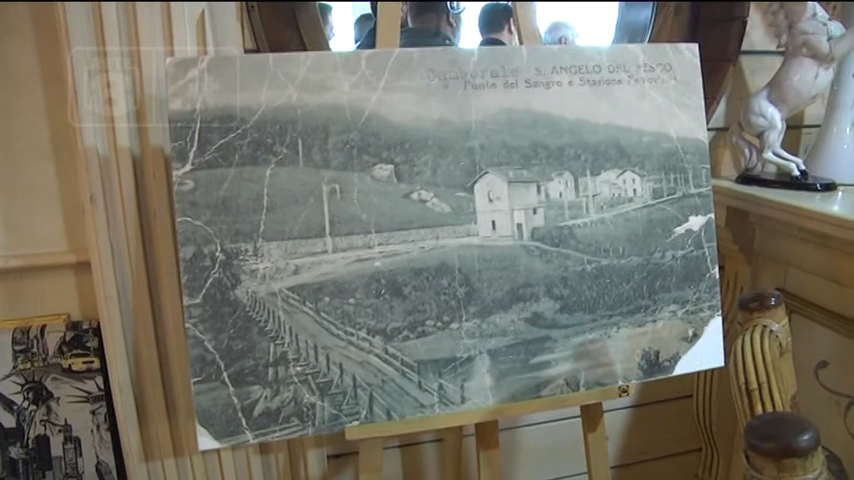 Gamberale S. ANGELO DEL PESCO
Ponte del Sangro e Stazione Ferroviaria